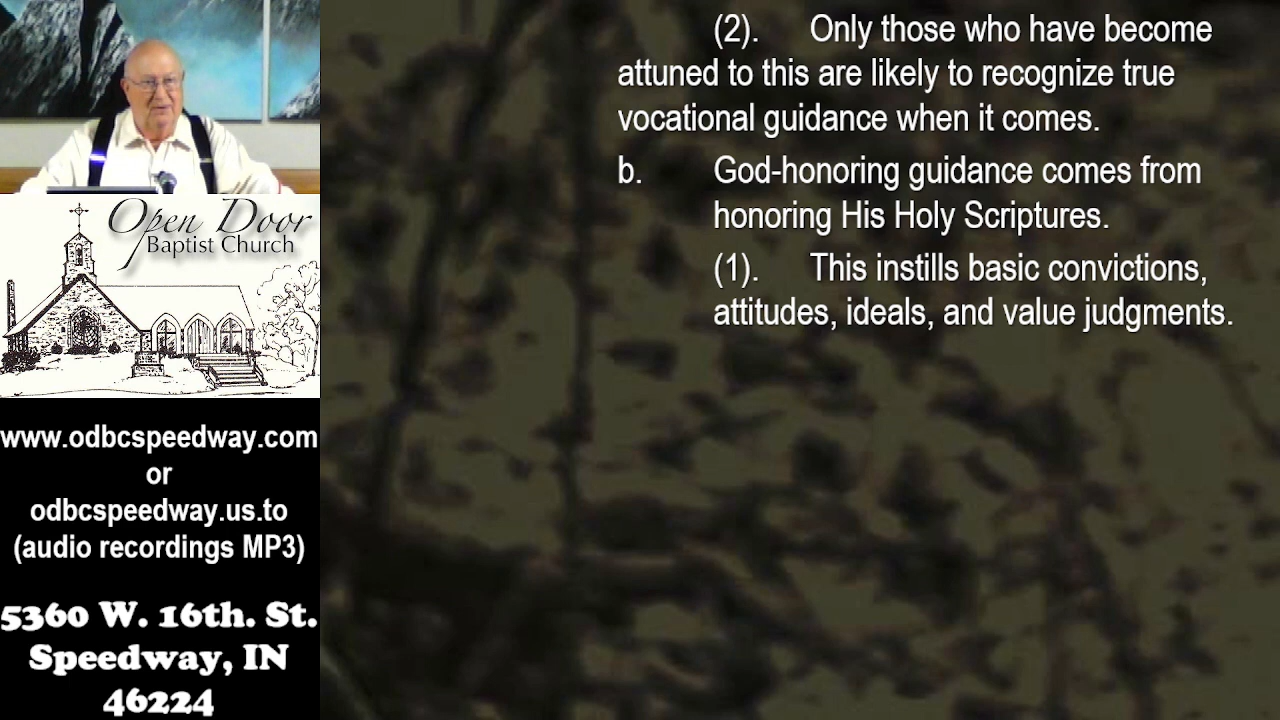 Open Door
Baptist Church
www.odbcspeedway.com
or
odbcspeedway.us.to
(audio recordings MP3)
5360 W. 16th. St.
Speedway, IN
46224
(2). Only those who have become
attuned to this are likely to recognize true
vocational guidance when it comes.
b. God-honoring guidance comes from
honoring His Holy Scriptures.
(1). This instills basic convictions,
attitudes, ideals, and value judgments.